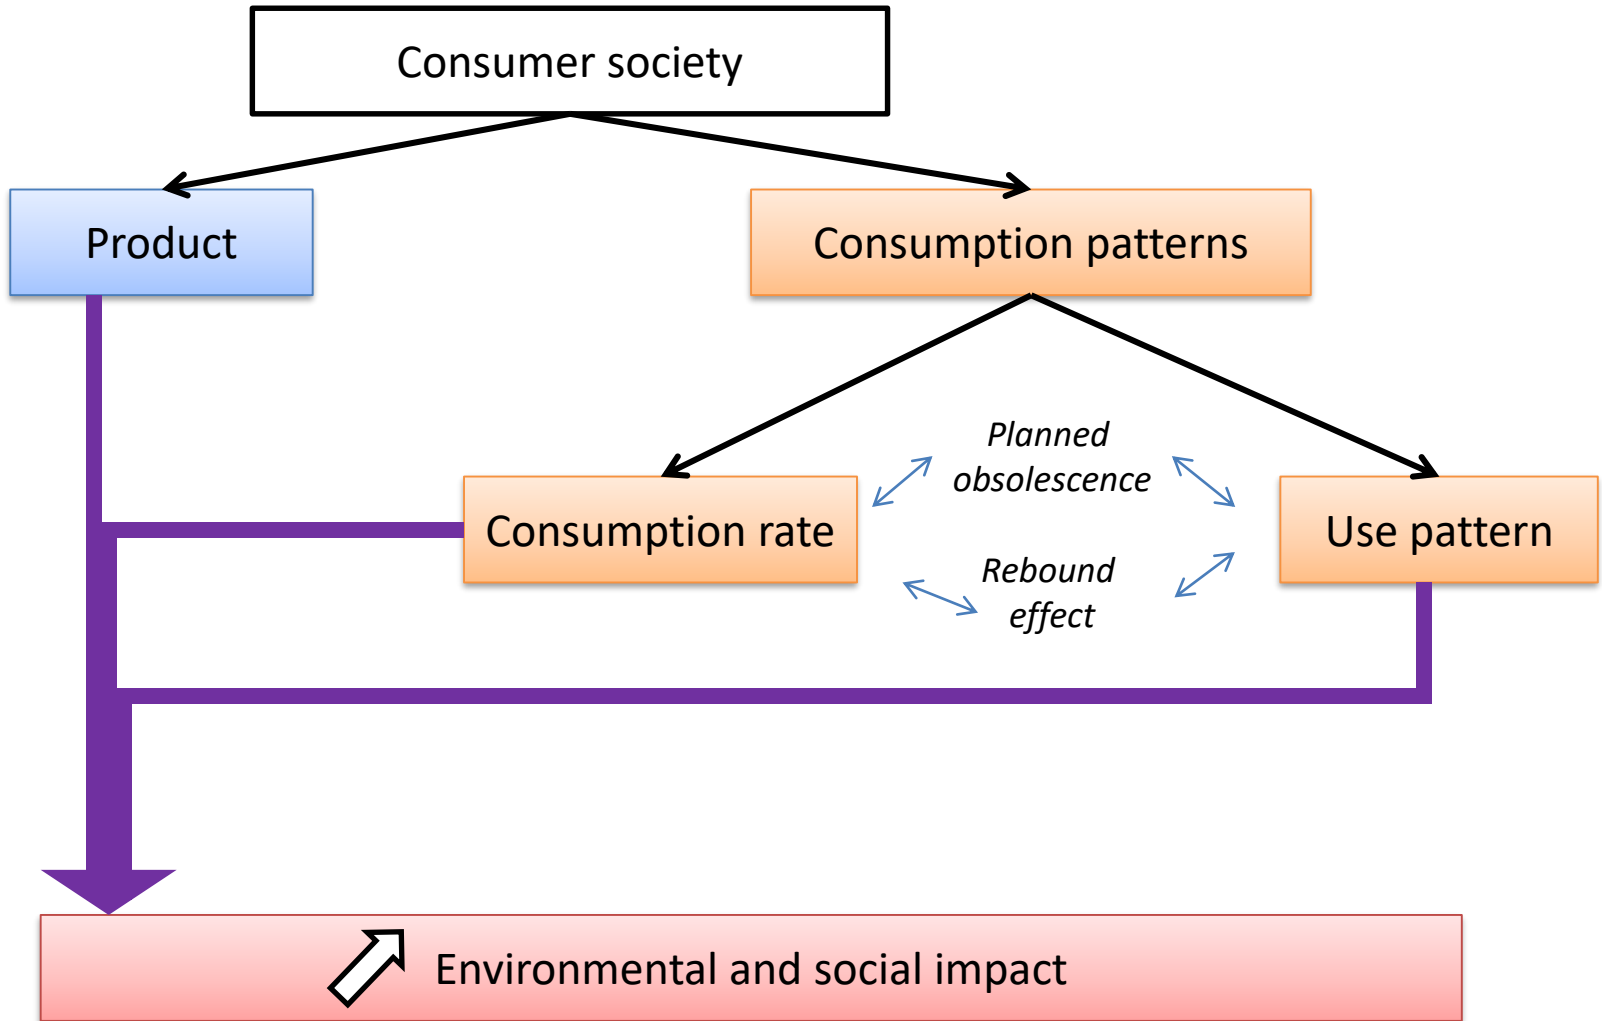 Consumer society
Product
Consumption patterns
Planned
obsolescence
Consumption rate
Use pattern
Rebound
effect
Environmental and social impact